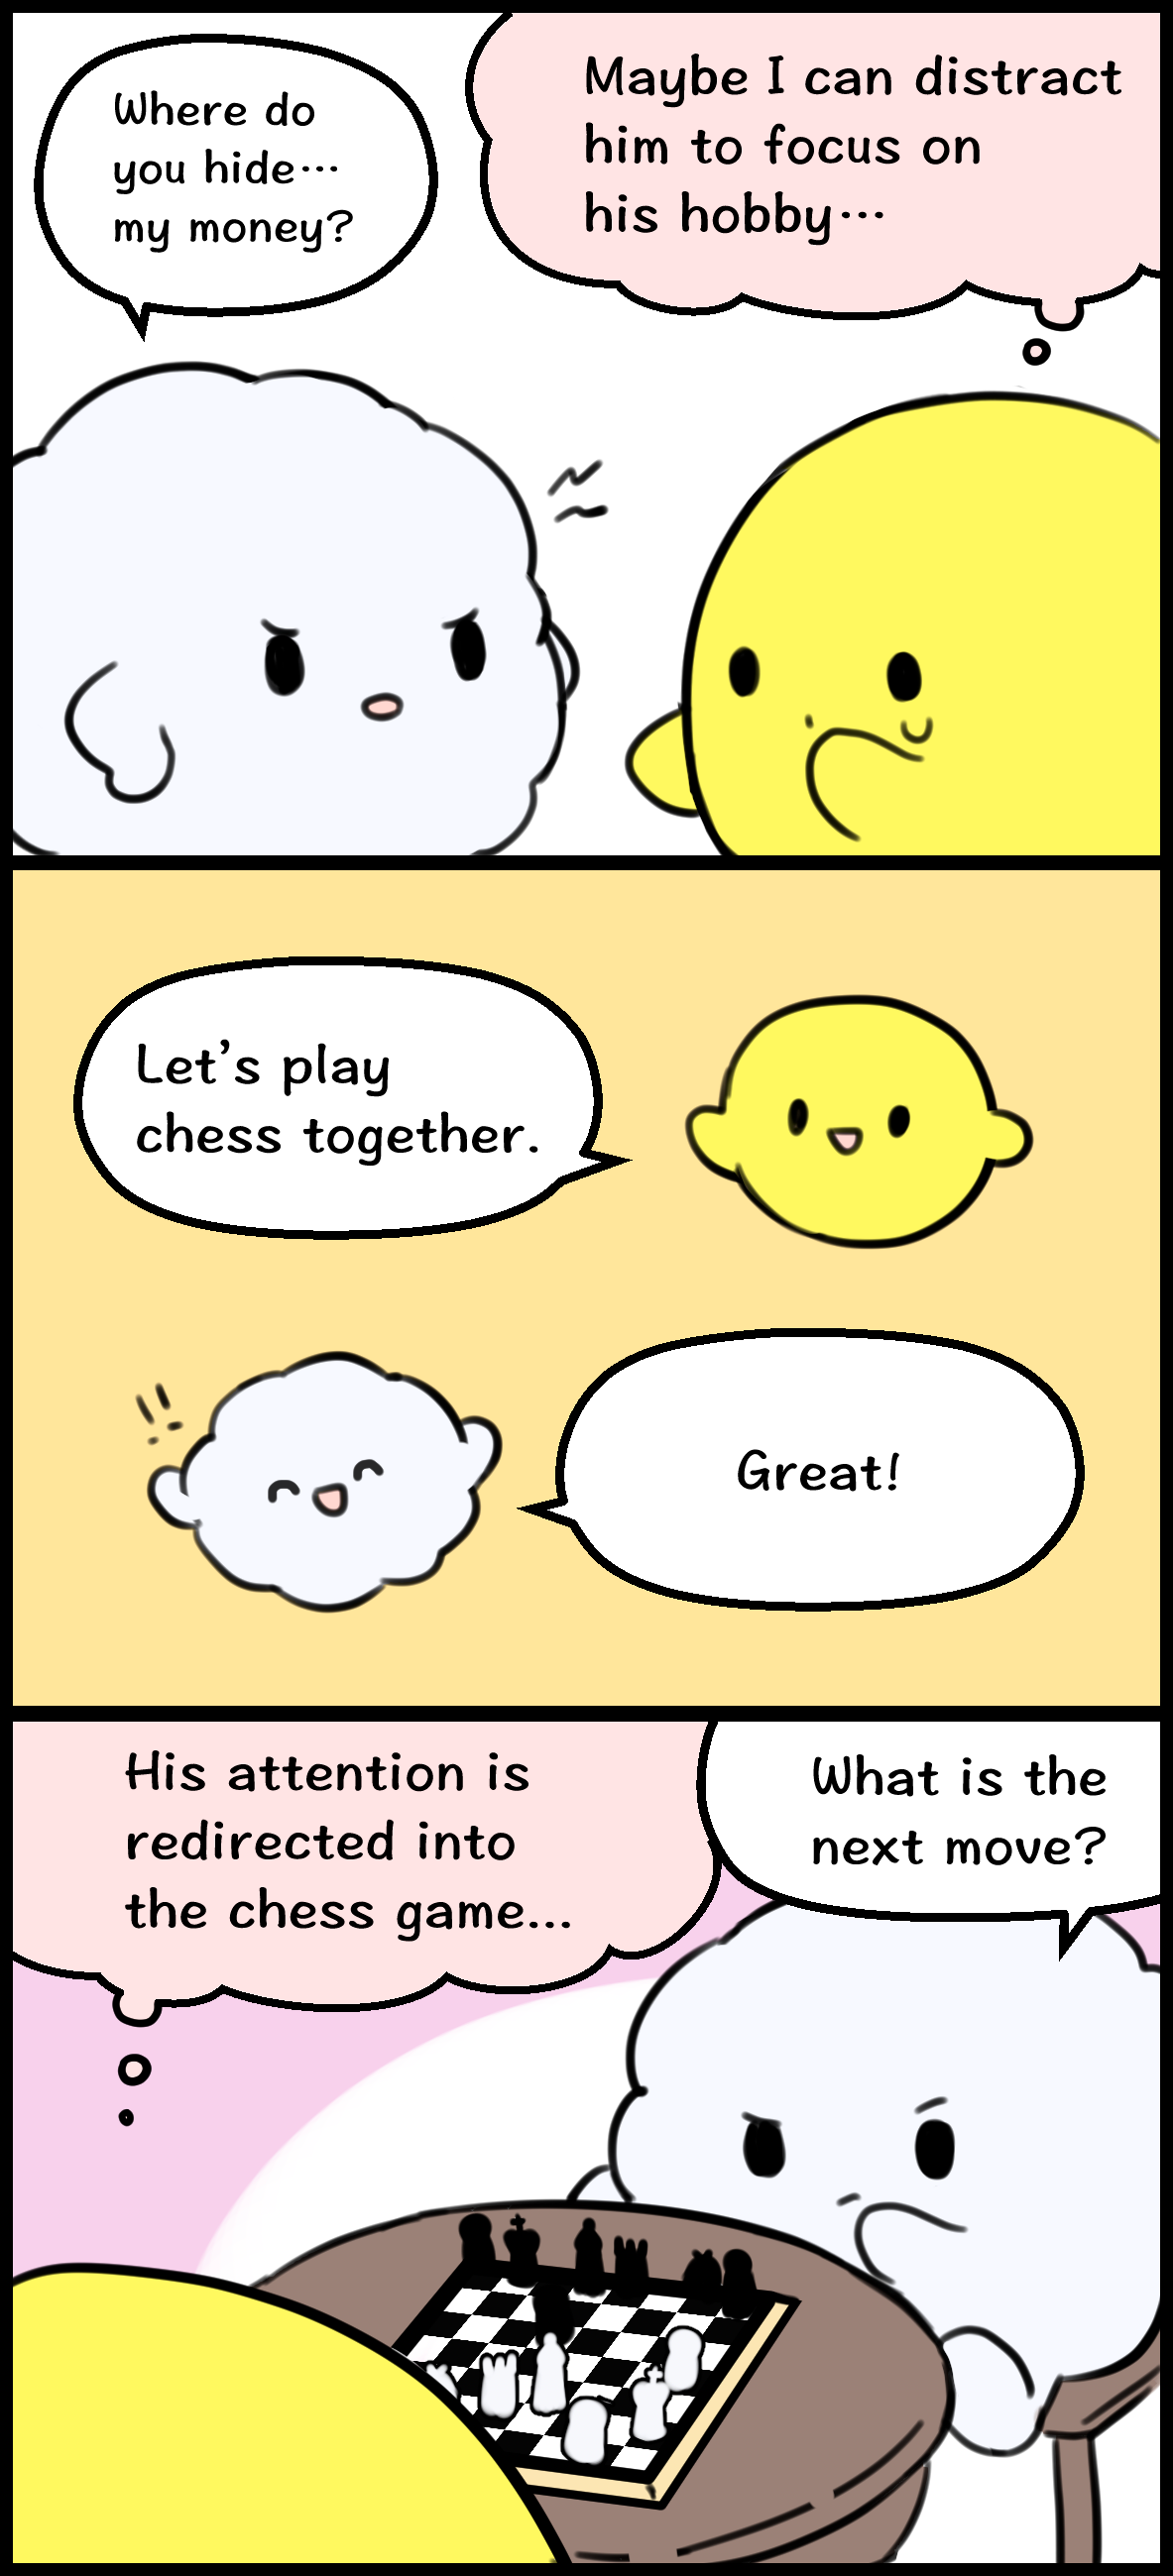 Where do
you hide…
my money?
Maybe I can distract
him to focus on
his hobby…
Let's play
chess together.
Great!
His attention is
redirected into
the chess game...
What is the
next move?